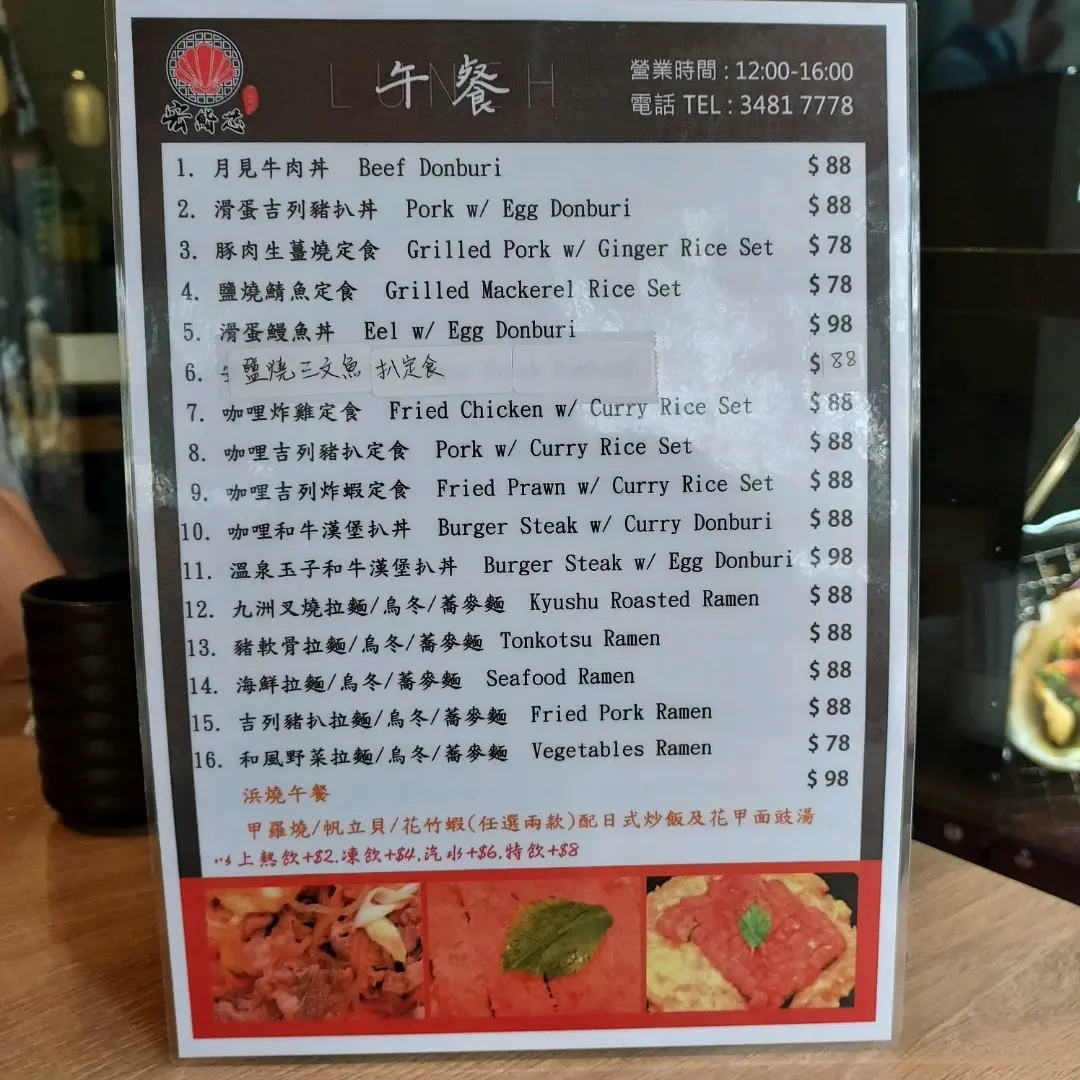 LUNCH
午餐
營業時間 : 12:00-16:00
電話 TEL : 3481 7778
1. 月見牛肉丼 Beef Donburi $ 88
2. 滑蛋吉列豬扒丼 Pork w/ Egg Donburi $ 88
3. 豚肉生薑燒定食 Grilled Pork w/ Ginger Rice Set $ 78
4. 鹽燒鯖魚定食 Grilled Mackerel Rice Set $ 78
5. 滑蛋鰻魚丼 Eel w/ Egg Donburi $ 98
6. 鹽燒三文魚 扒定食 $ 88
7. 咖哩炸雞定食 Fried Chicken w/ Curry Rice Set $ 88
8. 咖哩吉列豬扒定食 Pork w/ Curry Rice Set $ 88
9. 咖哩吉列炸蝦定食 Fried Prawn w/ Curry Rice Set $ 88
10. 咖哩和牛漢堡扒丼 Burger Steak w/ Curry Donburi $ 88
11. 溫泉玉子和牛漢堡扒丼 Burger Steak w/ Egg Donburi $ 98
12. 九洲叉燒拉麵/烏冬/蕎麥麵 Kyushu Roasted Ramen $ 88
13. 豬軟骨拉麵/烏冬/蕎麥麵 Tonkotsu Ramen $ 88
14. 海鮮拉麵/烏冬/蕎麥麵 Seafood Ramen $ 88
15. 吉列豬扒拉麵/烏冬/蕎麥麵 Fried Pork Ramen $ 88
16. 和風野菜拉麵/烏冬/蕎麥麵 Vegetables Ramen $ 78
浜燒午餐 $ 98
甲羅燒/帆立貝/花竹蝦(任選兩款)配日式炒飯及花甲面豉湯
以上熱飲+$2.凍飲+$4.汽水+$6.特飲+$8